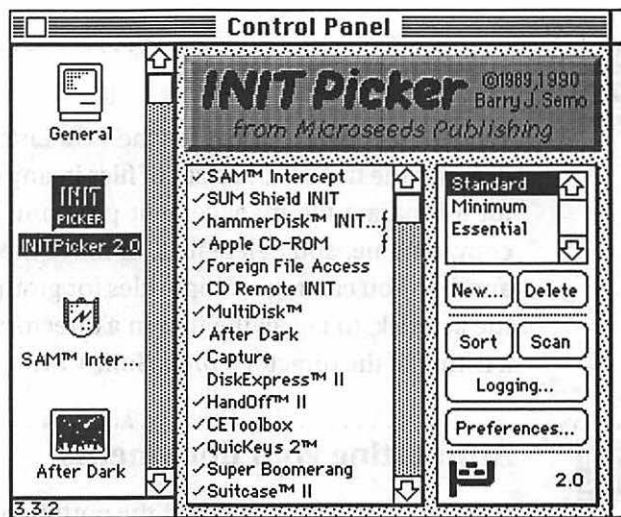 Control Panel
General
INIT
PICKER
INITPicker 2.0
SAM™ Inter...
After Dark
3.3.2
INIT Picker
©1989,1990
Barry J. Semo
from Microseeds Publishing
✓SAM™ Intercept
✓SUM Shield INIT
✓hammerDisk™ INIT...ƒ
✓Apple CD-ROM ƒ
✓Foreign File Access
CD Remote INIT
✓MultiDisk™
✓After Dark
✓Capture
DiskExpress™ II
✓HandOff™ II
✓CEToolbox
✓QuicKeys 2™
✓Super Boomerang
✓Suitcase™ II
Standard
Minimum
Essential
New...
Delete
Sort
Scan
Logging...
Preferences...
2.0